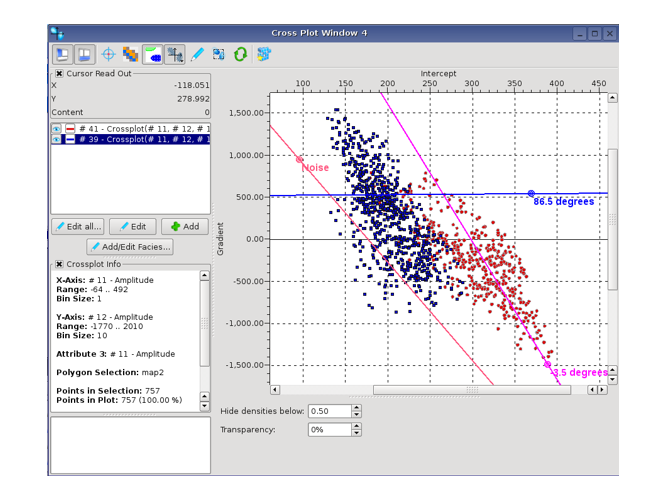 Cross Plot Window 4
Cursor Read Out
X -118.051
Y 278.992
Content 0
# 41 - Crossplot(# 11, # 12, # 1
# 39 - Crossplot(# 11, # 12, # 1
Edit all... Edit Add
Add/Edit Facies...
Crossplot Info
X-Axis: # 11 - Amplitude
Range: -64 .. 492
Bin Size: 1
Y-Axis: # 12 - Amplitude
Range: -1770 .. 2010
Bin Size: 10
Attribute 3: # 11 - Amplitude
Polygon Selection: map2
Points in Selection: 757
Points in Plot: 757 (100.00 %)
Intercept
100 150 200 250 300 350 400 450
Gradient
1,500.00
1,000.00
500.00
0.00
-500.00
-1,000.00
-1,500.00
Noise
86.5 degrees
-3.5 degrees
Hide densities below: 0.50
Transparency: 0%